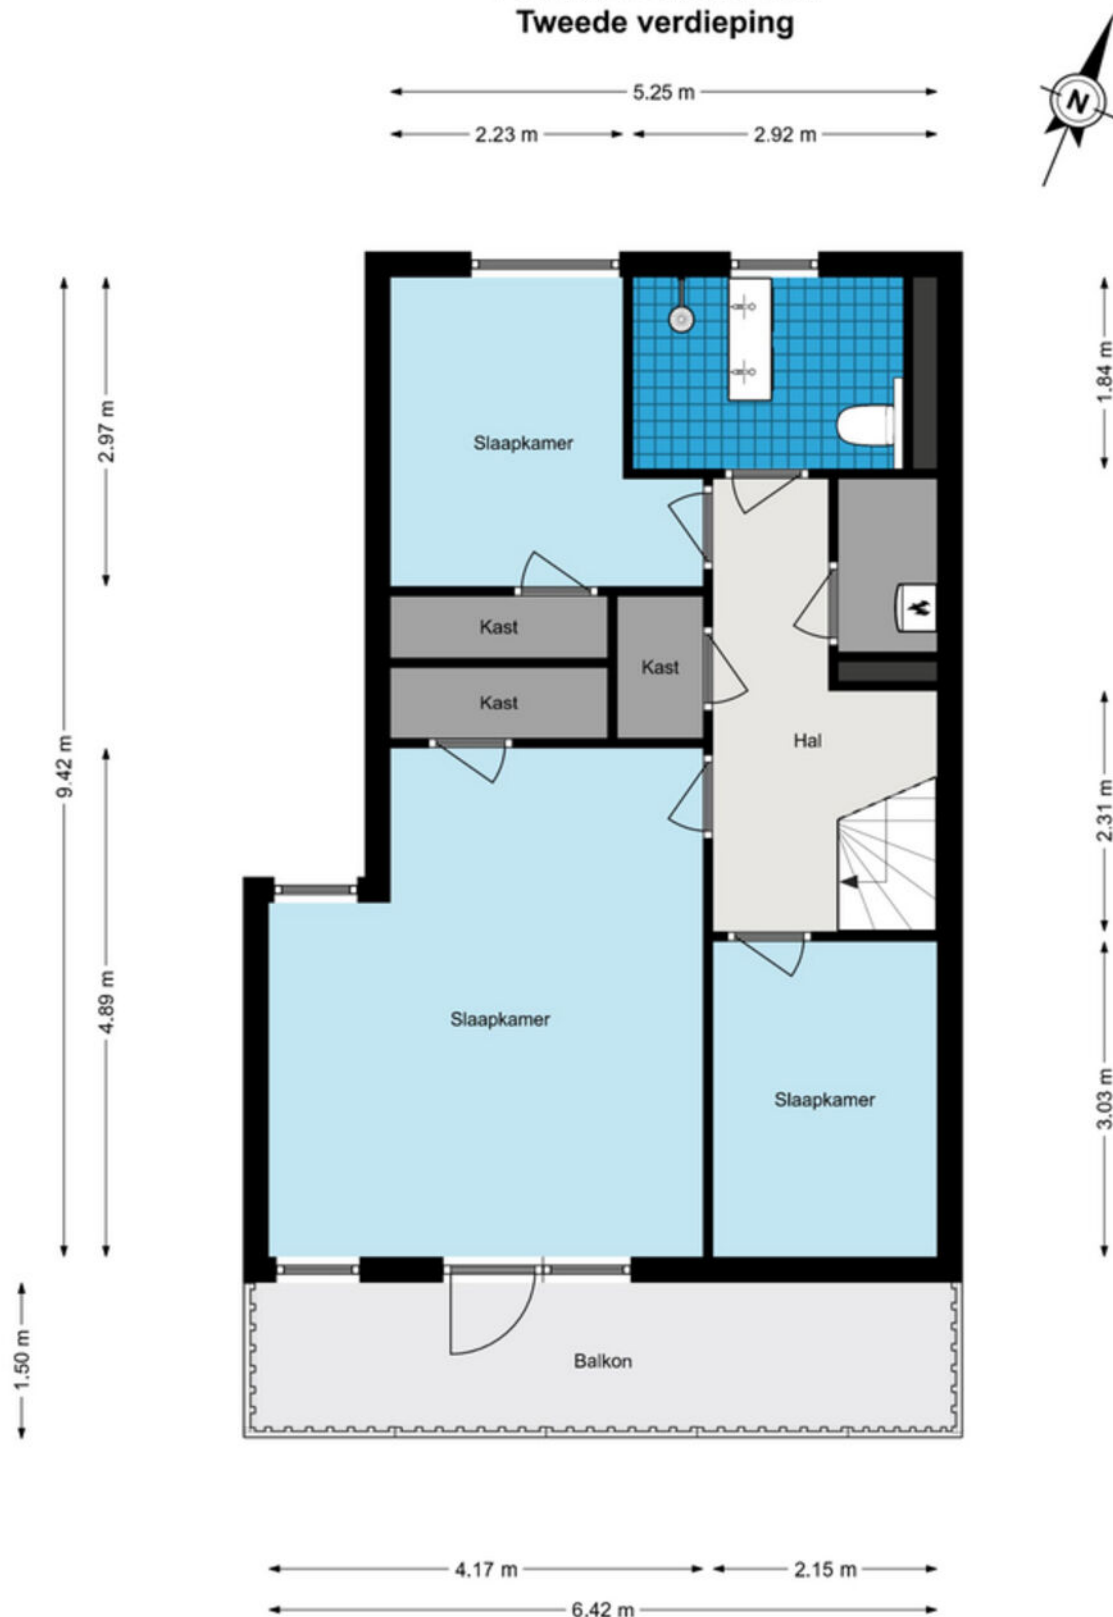 Tweede verdieping
5.25 m
2.23 m
2.92 m
N
9.42 m
2.97 m
1.84 m
Slaapkamer
Kast
Kast
Kast
Hal
4.89 m
2.31 m
Slaapkamer
Slaapkamer
3.03 m
1.50 m
Balkon
4.17 m
2.15 m
6.42 m